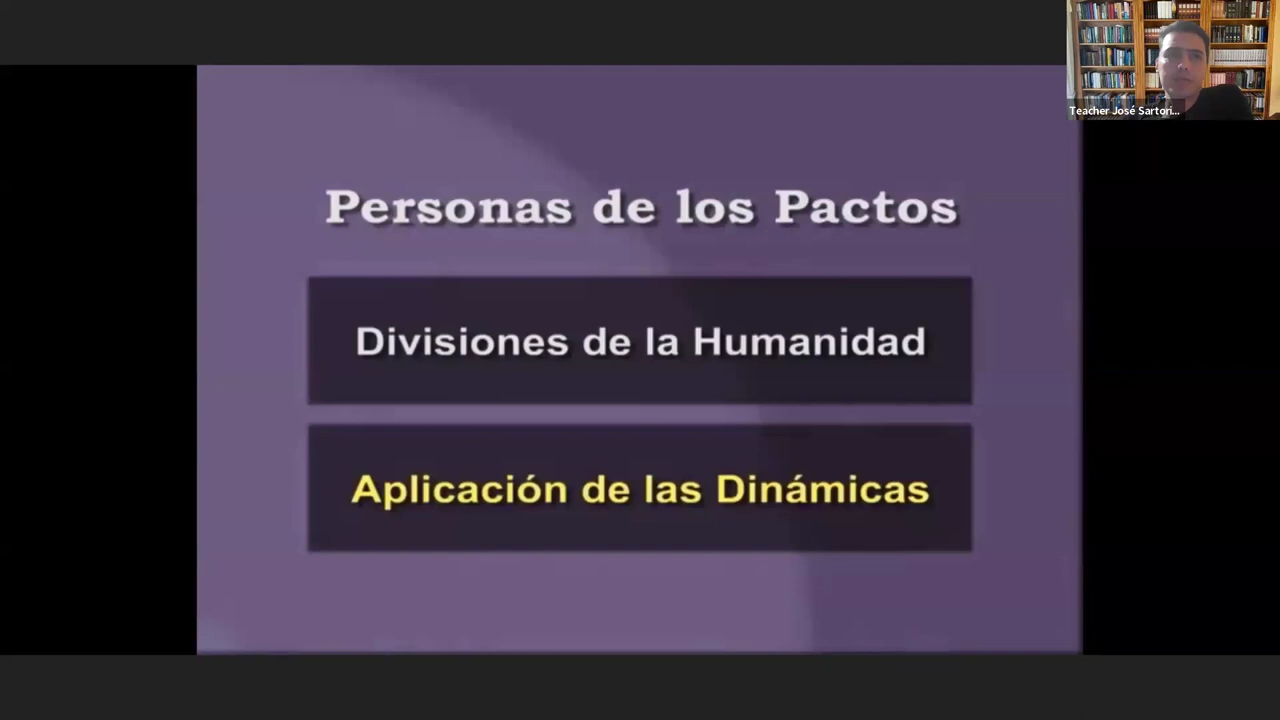 Teacher José Sartori...
Personas de los Pactos
Divisiones de la Humanidad
Aplicación de las Dinámicas